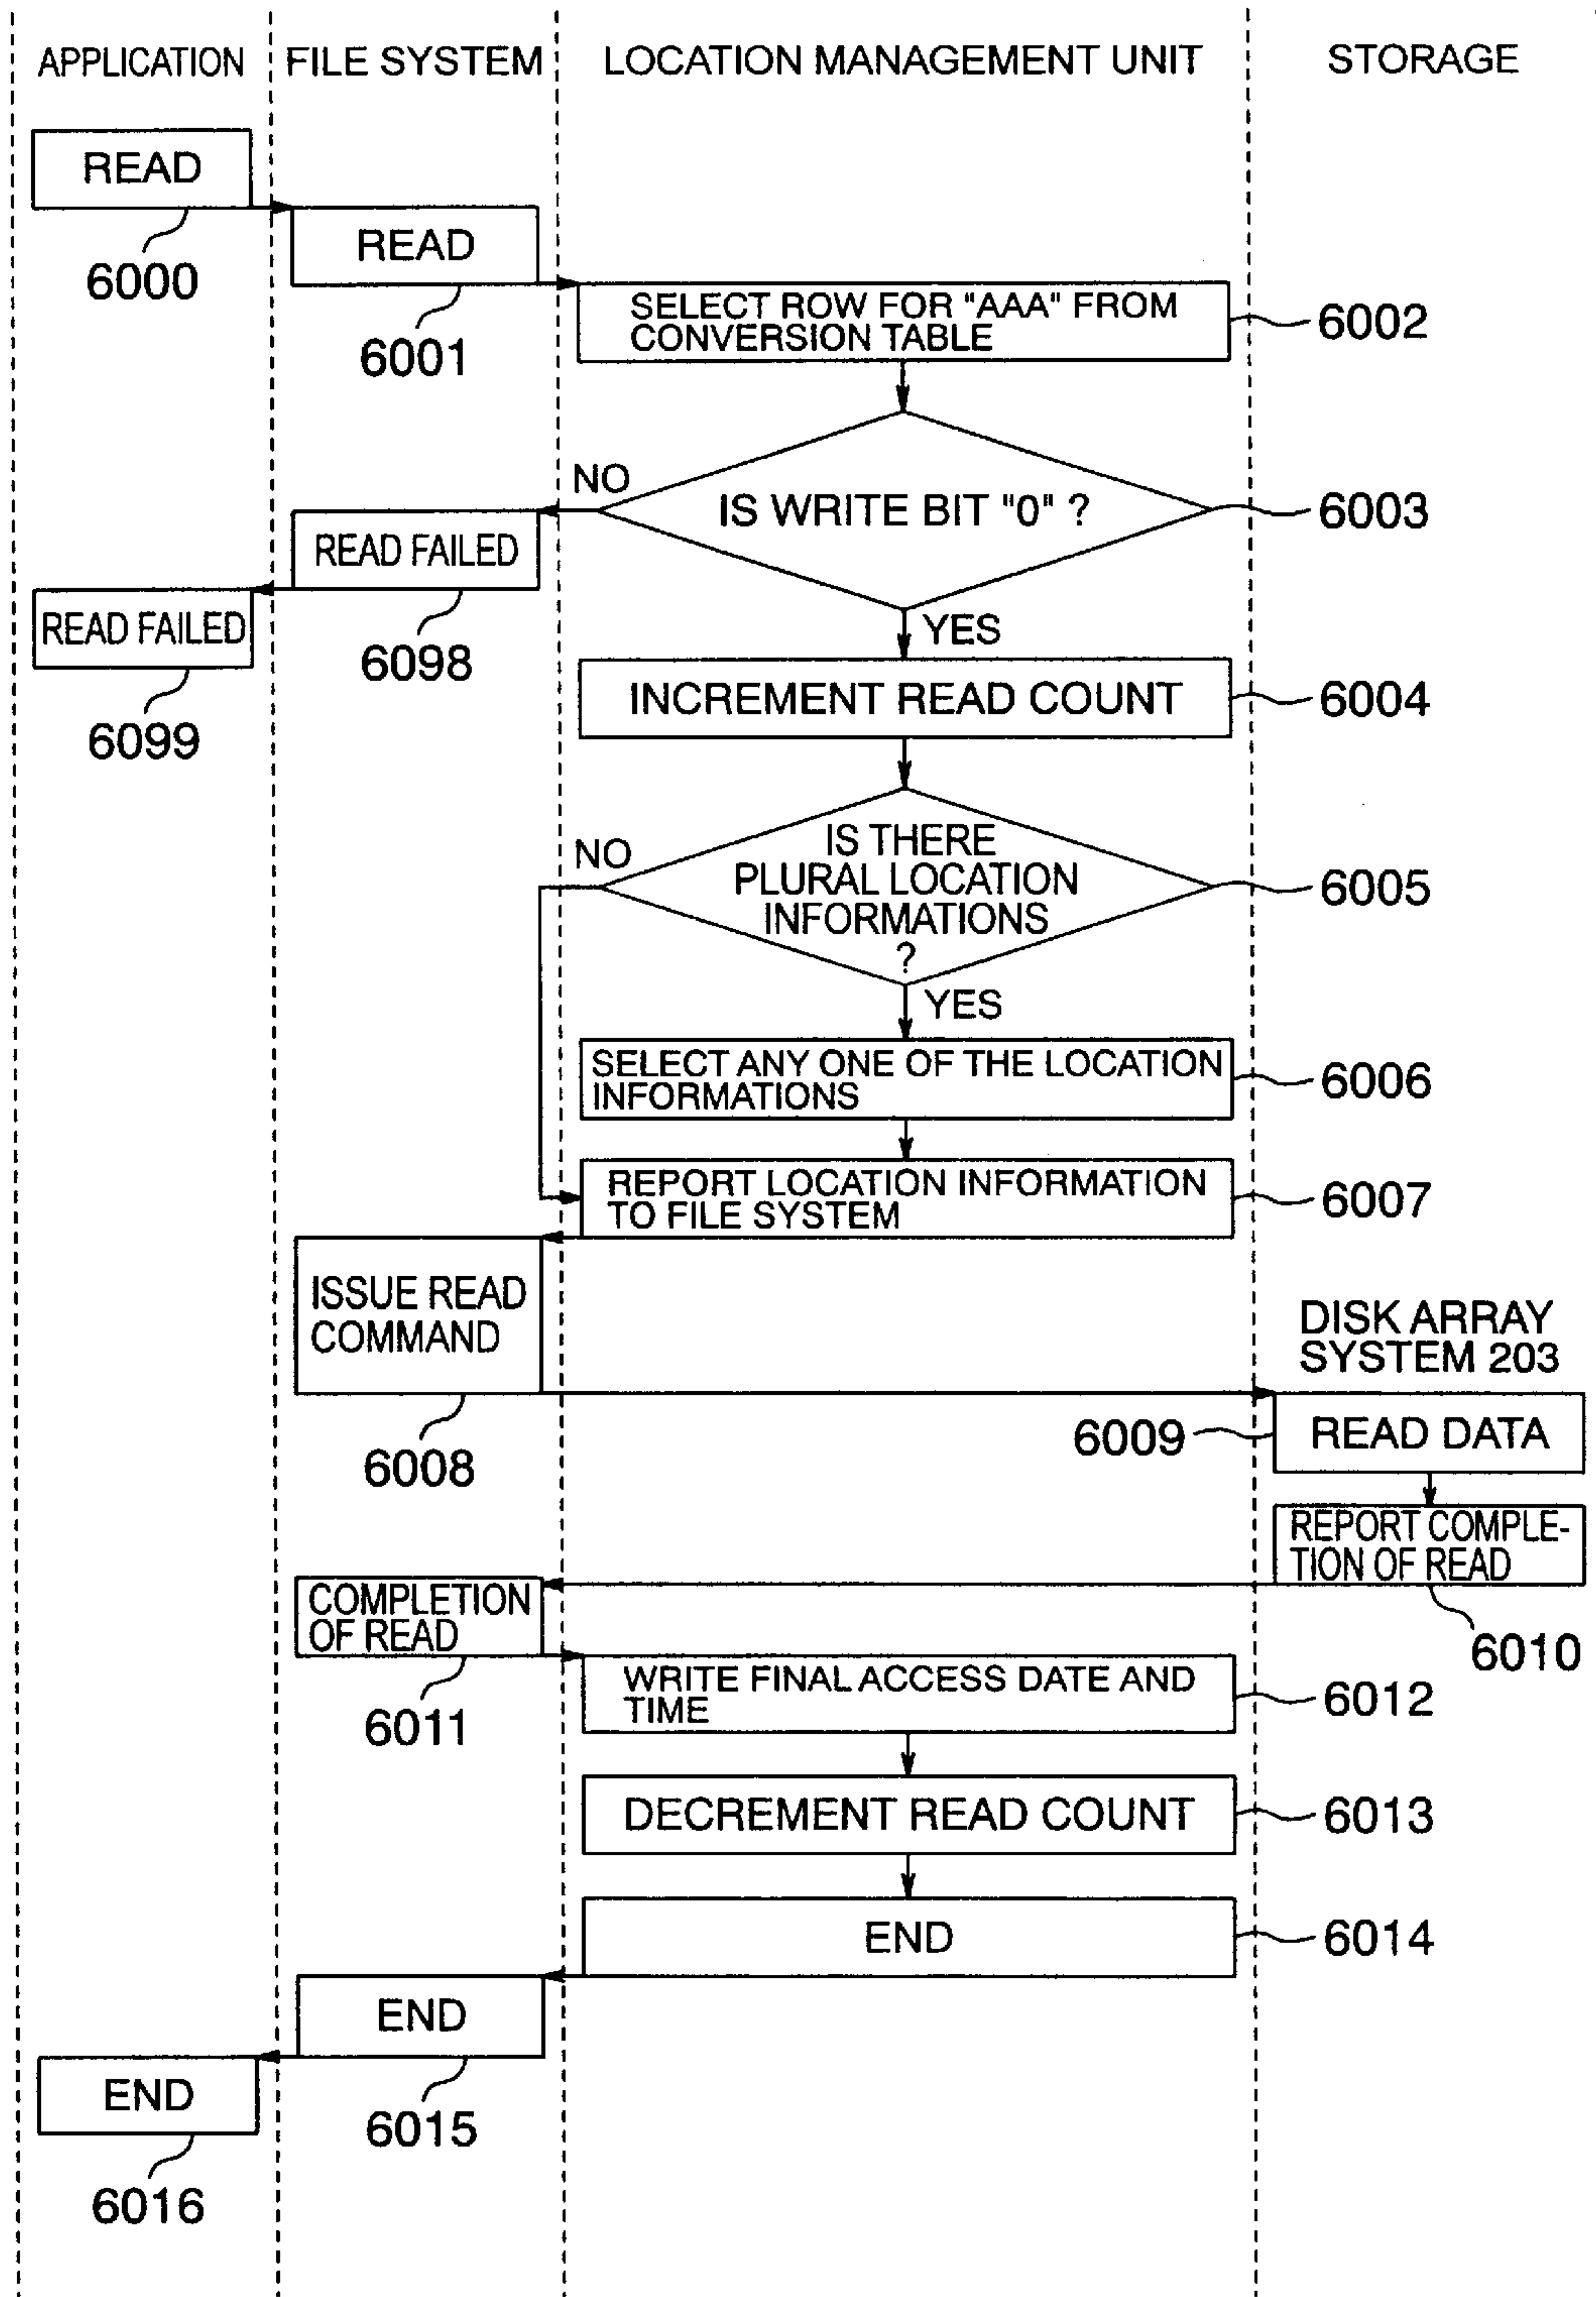 APPLICATION
FILE SYSTEM
LOCATION MANAGEMENT UNIT
STORAGE
READ
6000
READ
6001
SELECT ROW FOR "AAA" FROM
CONVERSION TABLE
6002
NO
IS WRITE BIT "0" ?
6003
READ FAILED
6098
READ FAILED
6099
YES
INCREMENT READ COUNT
6004
NO
IS THERE
PLURAL LOCATION
INFORMATIONS
?
6005
YES
SELECT ANY ONE OF THE LOCATION
INFORMATIONS
6006
REPORT LOCATION INFORMATION
TO FILE SYSTEM
6007
ISSUE READ
COMMAND
6008
DISK ARRAY
SYSTEM 203
6009
READ DATA
REPORT COMPLE-
TION OF READ
6010
COMPLETION
OF READ
6011
WRITE FINAL ACCESS DATE AND
TIME
6012
DECREMENT READ COUNT
6013
END
6014
END
6015
END
6016